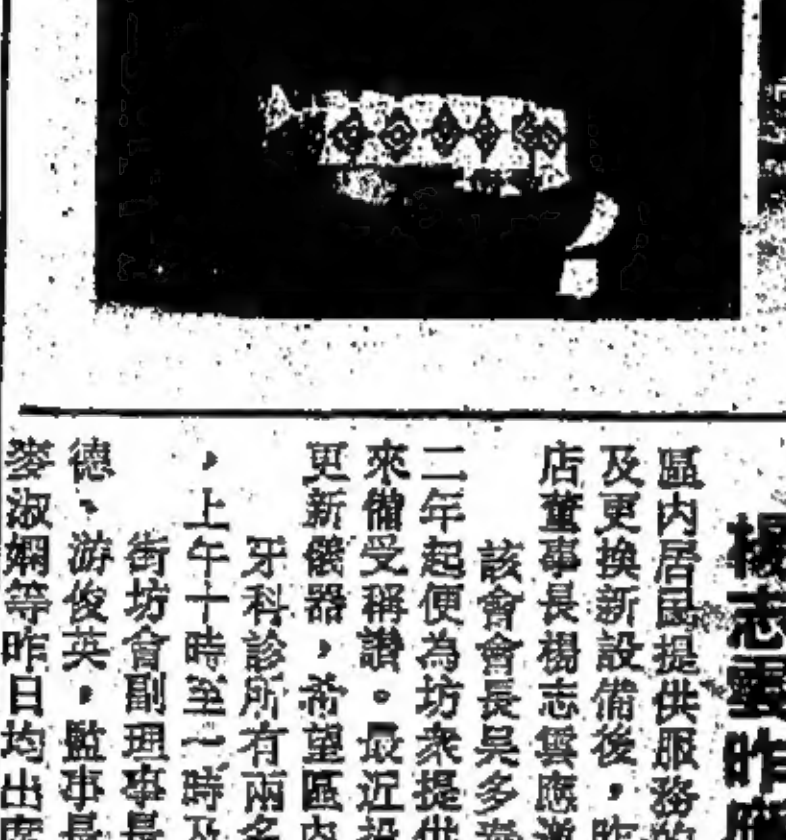 楊志雲昨
區內居民提供服務
及更換新設備後，昨
店董事長楊志雲應邀
該會會長吳多
二年起便為坊眾提供
來備受稱讚。最近
更新儀器，希望區內
牙科診所有兩名
，上午十時至一時及
街坊會副理事長
德、游俊英，監事長
麥淑嫻等昨日均出席